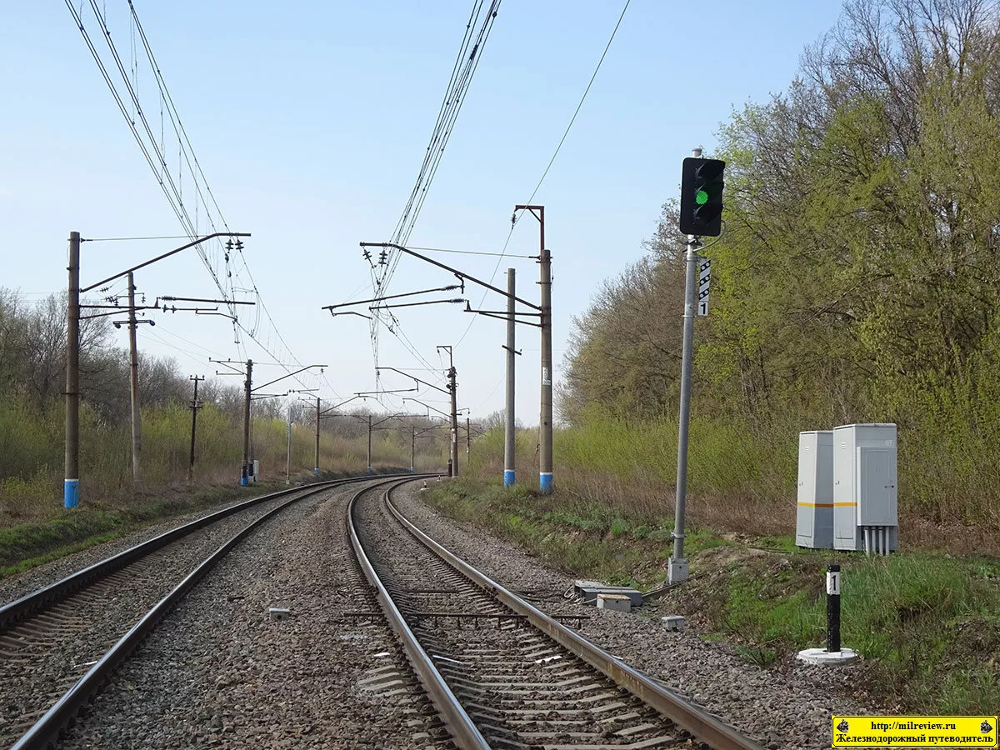 1
1
http://milreview.ru
Железнодорожный путеводитель